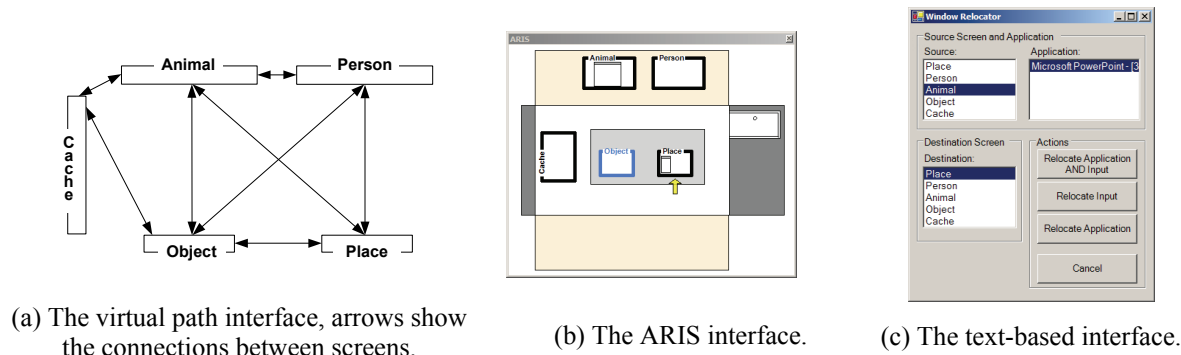 Animal
Person
Cache
Object
Place
(a) The virtual path interface, arrows show
the connections between screens.
ARIS
Animal
Person
Cache
Object
Place
(b) The ARIS interface.
Window Relocator
Source Screen and Application
Source:
Application:
Place
Person
Animal
Object
Cache
Microsoft PowerPoint - [3
Destination Screen
Destination:
Place
Person
Animal
Object
Cache
Actions
Relocate Application
AND Input
Relocate Input
Relocate Application
Cancel
(c) The text-based interface.